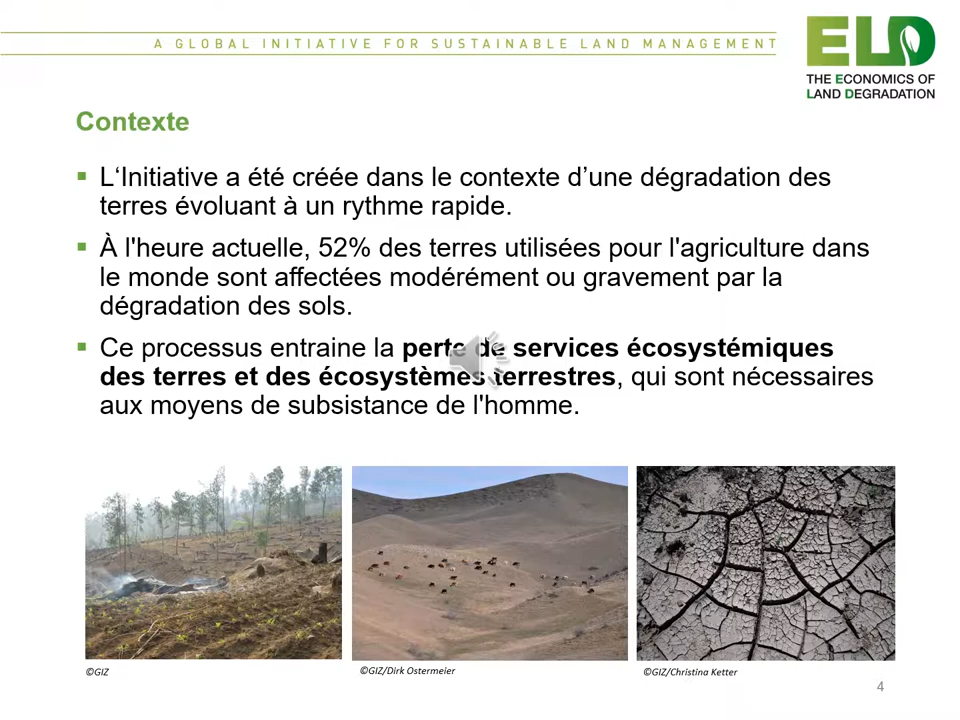 A GLOBAL INITIATIVE FOR SUSTAINABLE LAND MANAGEMENT
ELD
THE ECONOMICS OF
LAND DEGRADATION
Contexte
▪ L‘Initiative a été créée dans le contexte d’une dégradation des
terres évoluant à un rythme rapide.
▪ À l'heure actuelle, 52% des terres utilisées pour l'agriculture dans
le monde sont affectées modérément ou gravement par la
dégradation des sols.
▪ Ce processus entraine la perte de services écosystémiques
des terres et des écosystèmes terrestres, qui sont nécessaires
aux moyens de subsistance de l'homme.
©GIZ
©GIZ/Dirk Ostermeier
©GIZ/Christina Ketter
4